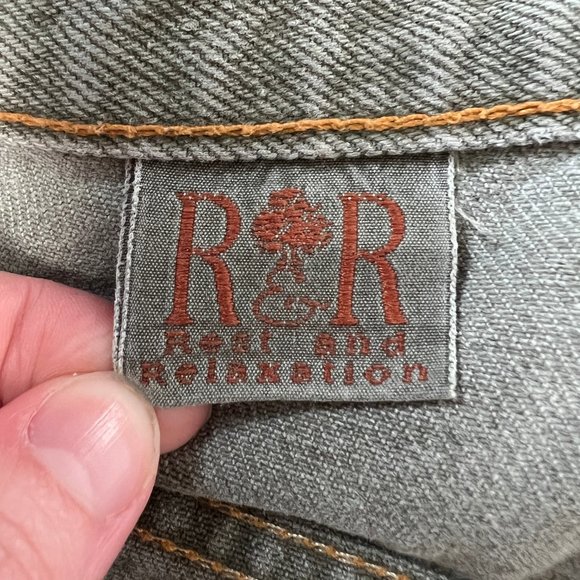 R & R
Rest and
Relaxation